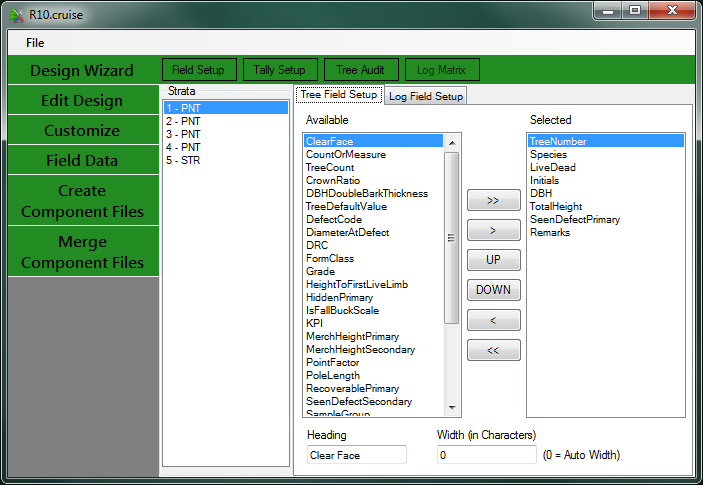 R10.cruise
File
Design Wizard
Edit Design
Customize
Field Data
Create
Component Files
Merge
Component Files
Field Setup
Tally Setup
Tree Audit
Log Matrix
Strata
1 - PNT
2 - PNT
3 - PNT
4 - PNT
5 - STR
Tree Field Setup
Log Field Setup
Available
ClearFace
CountOrMeasure
TreeCount
CrownRatio
DBHDoubleBarkThickness
TreeDefaultValue
DefectCode
DiameterAtDefect
DRC
FormClass
Grade
HeightToFirstLiveLimb
HiddenPrimary
IsFallBuckScale
KPI
MerchHeightPrimary
MerchHeightSecondary
PointFactor
PoleLength
RecoverablePrimary
SeenDefectSecondary
SampleGroup
>>
>
UP
DOWN
<
<<
Selected
TreeNumber
Species
LiveDead
Initials
DBH
TotalHeight
SeenDefectPrimary
Remarks
Heading
Clear Face
Width (in Characters)
0
(0 = Auto Width)